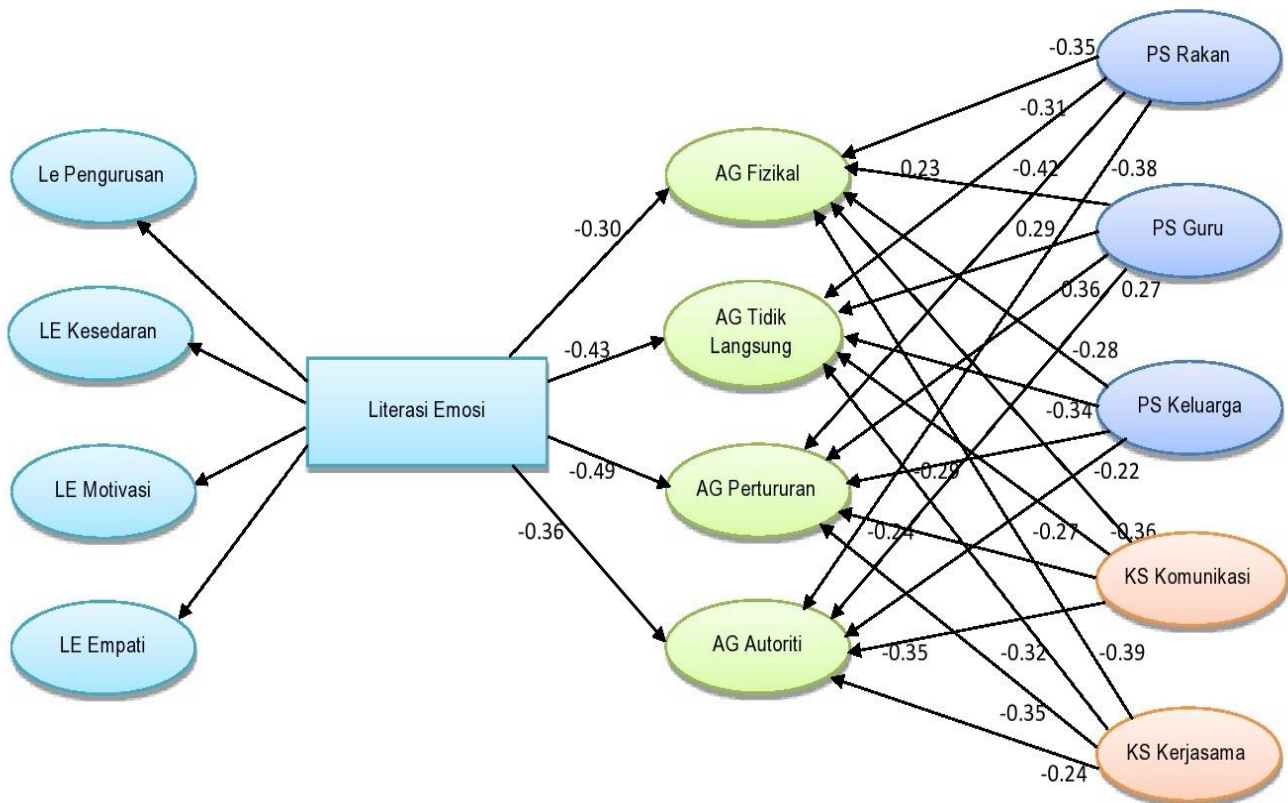 Le Pengurusan
LE Kesedaran
LE Motivasi
LE Empati
Literasi Emosi
-0.30
-0.43
-0.49
-0.36
AG Fizikal
AG Tidik
Langsung
AG Pertururan
AG Autoriti
-0.35
-0.31
-0.42
-0.38
0.23
0.29
0.36
0.27
-0.28
-0.34
-0.29
-0.22
-0.24
-0.27
-0.36
-0.35
-0.32
-0.39
-0.35
-0.24
PS Rakan
PS Guru
PS Keluarga
KS Komunikasi
KS Kerjasama